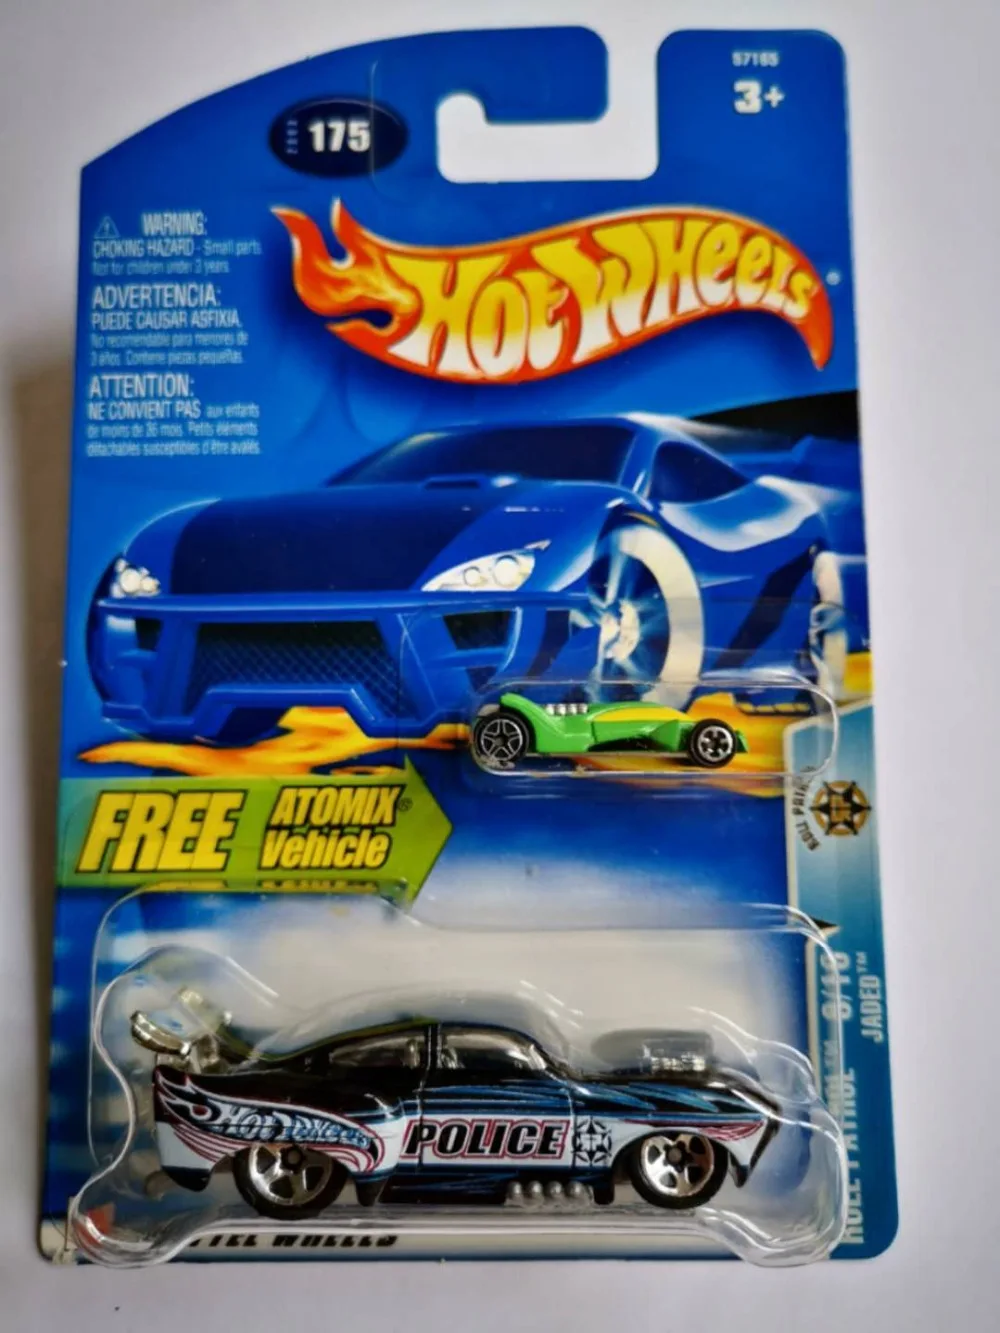 57165
3+
2003 175
WARNING:
CHOKING HAZARD - Small parts
Not for children under 3 years.
ADVERTENCIA:
PUEDE CAUSAR ASFIXIA.
No recomendable para menores de
3 años. Contiene piezas pequeñas.
ATTENTION:
NE CONVIENT PAS aux enfants
de moins de 36 mois. Petits éléments
détachables susceptibles d'être avalés.
HOT WHEELS ®
FREE ATOMIX®
Vehicle
ROLL PATROL
JADED™
HOT WHEELS
POLICE